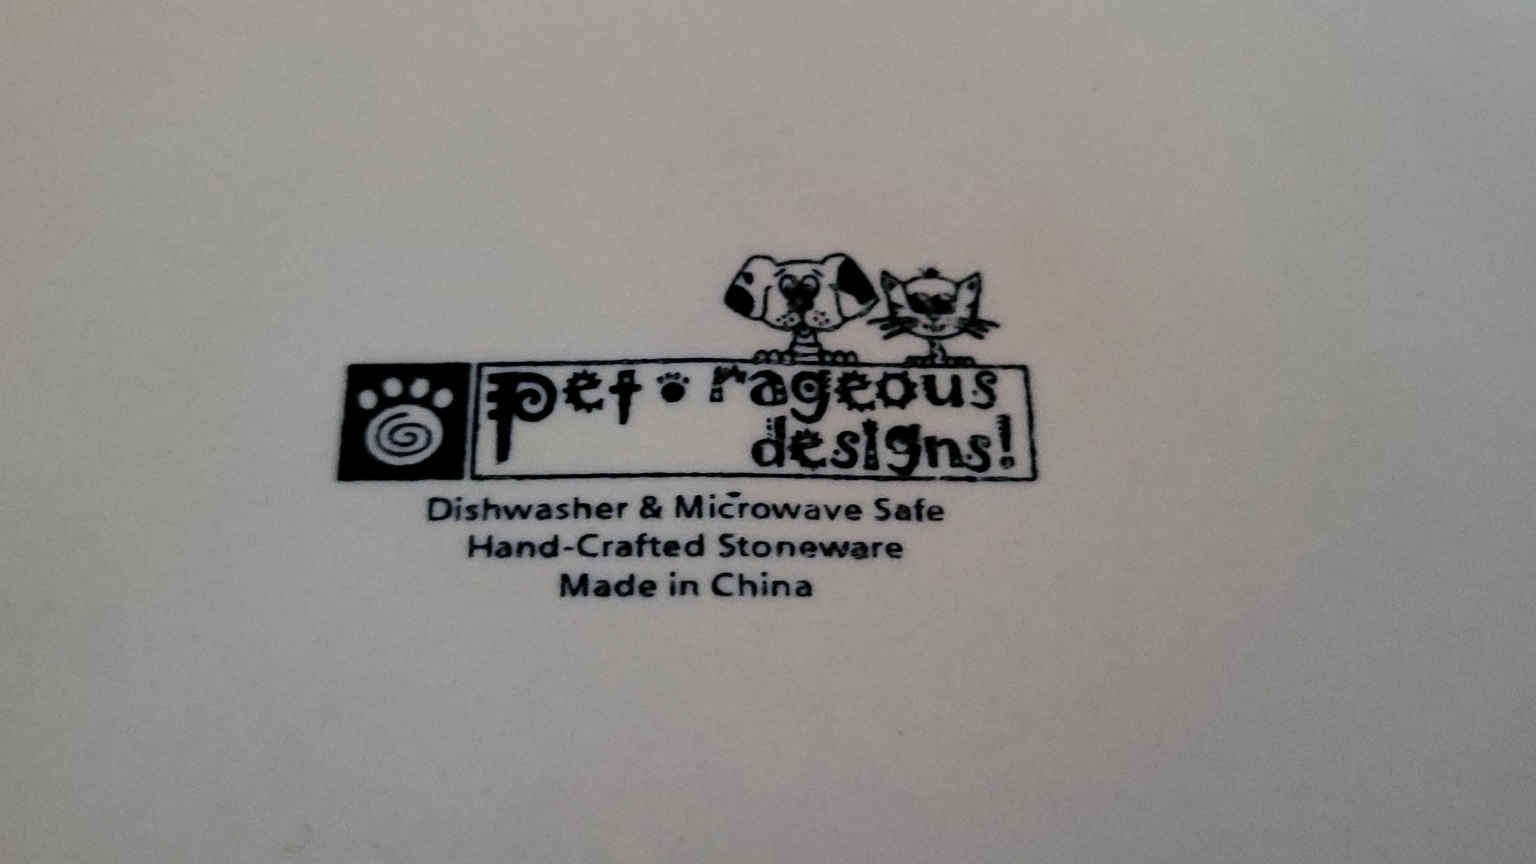 pet•rageous
designs!
Dishwasher & Microwave Safe
Hand-Crafted Stoneware
Made in China